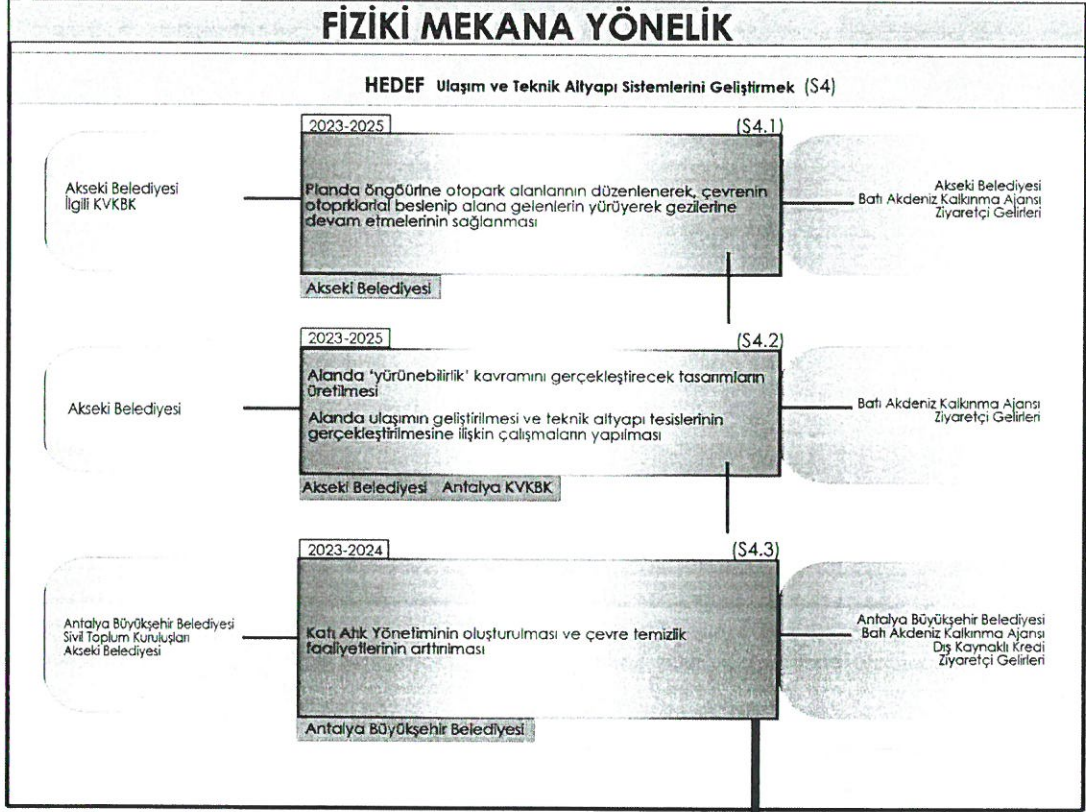 FİZİKİ MEKANA YÖNELİK
HEDEF Ulaşım ve Teknik Altyapı Sistemlerini Geliştirmek (S4)
2023-2025
(S4.1)
Akseki Belediyesi
İlgili KVKBK
Planda öngöürlne otopark alanlarının düzenlenerek, çevrenin
otoprklarlal beslenip alana gelenlerin yürüyerek gezilerine
devam etmelerinin sağlanması
Akseki Belediyesi
Batı Akdeniz Kalkınma Ajansı
Ziyaretçi Gelirleri
Akseki Belediyesi
2023-2025
(S4.2)
Akseki Belediyesi
Alanda 'yürünebilirlik' kavramını gerçekleştirecek tasarımların
üretilmesi
Alanda ulaşımın geliştirilmesi ve teknik altyapı tesislerinin
gerçekleştirilmesine ilişkin çalışmaların yapılması
Batı Akdeniz Kalkınma Ajansı
Ziyaretçi Gelirleri
Akseki Belediyesi Antalya KVKBK
2023-2024
(S4.3)
Antalya Büyükşehir Belediyesi
Sivil Toplum Kuruluşları
Akseki Belediyesi
Katı Atık Yönetiminin oluşturulması ve çevre temizlik
faaliyetlerinin arttırılması
Antalya Büyükşehir Belediyesi
Batı Akdeniz Kalkınma Ajansı
Dış Kaynaklı Kredi
Ziyaretçi Gelirleri
Antalya Büyükşehir Belediyesi